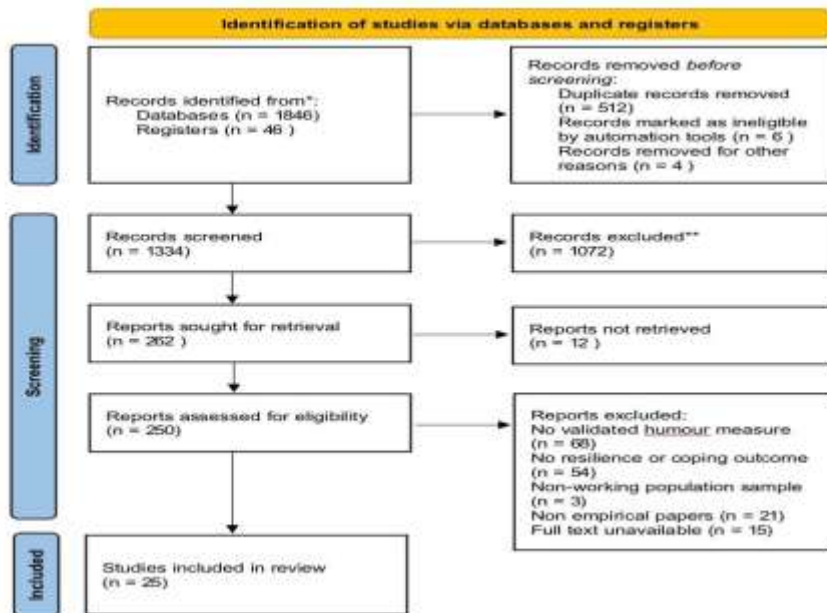 Identification of studies via databases and registers
Identification
Records identified from*:
Databases (n = 1846)
Registers (n = 46 )
Records removed before
screening:
Duplicate records removed
(n = 512)
Records marked as ineligible
by automation tools (n = 6 )
Records removed for other
reasons (n = 4 )
Screening
Records screened
(n = 1334)
Records excluded**
(n = 1072)
Reports sought for retrieval
(n = 262 )
Reports not retrieved
(n = 12 )
Reports assessed for eligibility
(n = 250)
Reports excluded:
No validated humour measure
(n = 68)
No resilience or coping outcome
(n = 54)
Non-working population sample
(n = 3)
Non empirical papers (n = 21)
Full text unavailable (n = 15)
Included
Studies included in review
(n = 25)